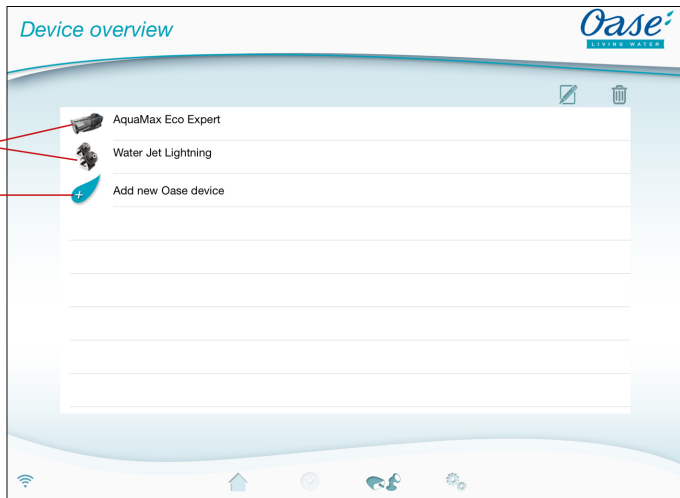 Device overview
Oase
LIVING WATER
AquaMax Eco Expert
Water Jet Lightning
Add new Oase device